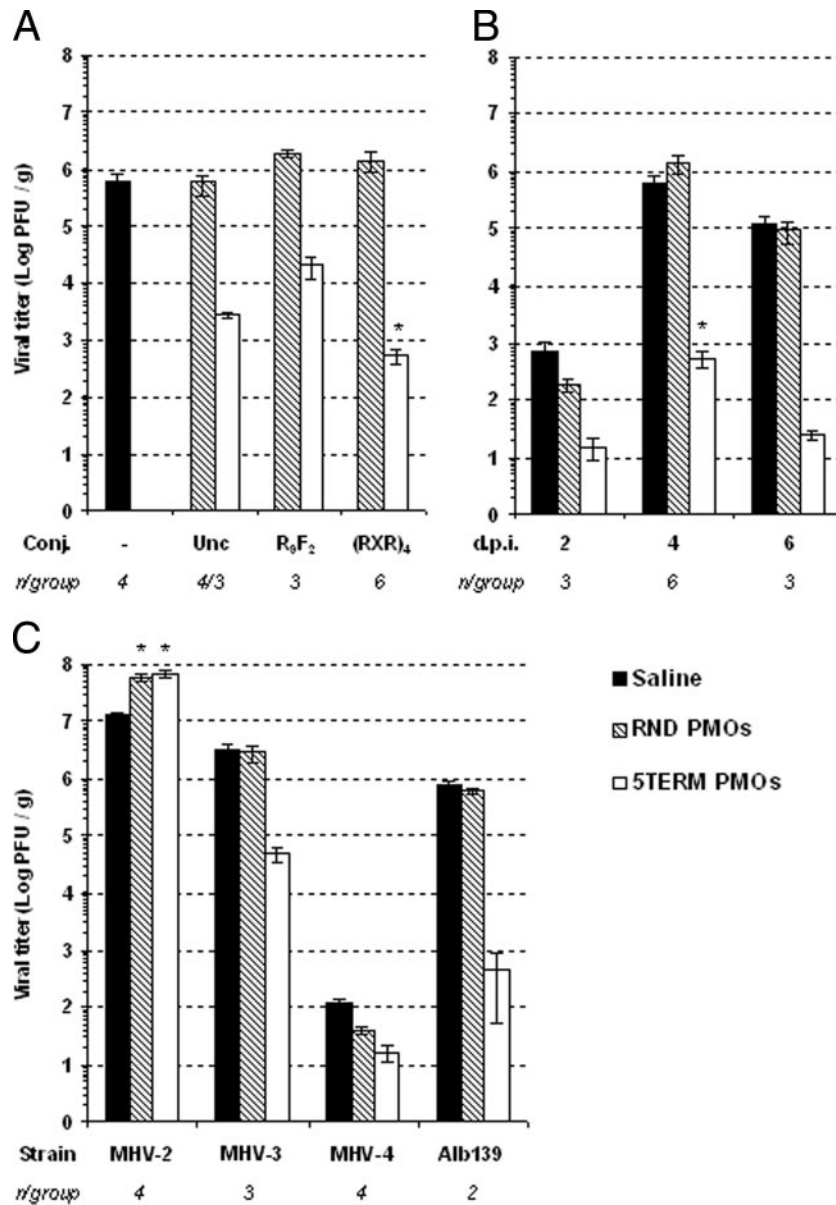 A
B
8
7
6
5
4
3
2
1
0
Viral titer (Log PFU / g)
*
Conj. - Unc R₉F₂ (RXR)₄
n/group 4 4/3 3 6
8
7
6
5
4
3
2
1
0
*
d.p.i. 2 4 6
n/group 3 6 3
C
* *
8
7
6
5
4
3
2
1
0
Viral titer (Log PFU / g)
Strain MHV-2 MHV-3 MHV-4 Alb139
n/group 4 3 4 2
Saline
RND PMOs
5TERM PMOs